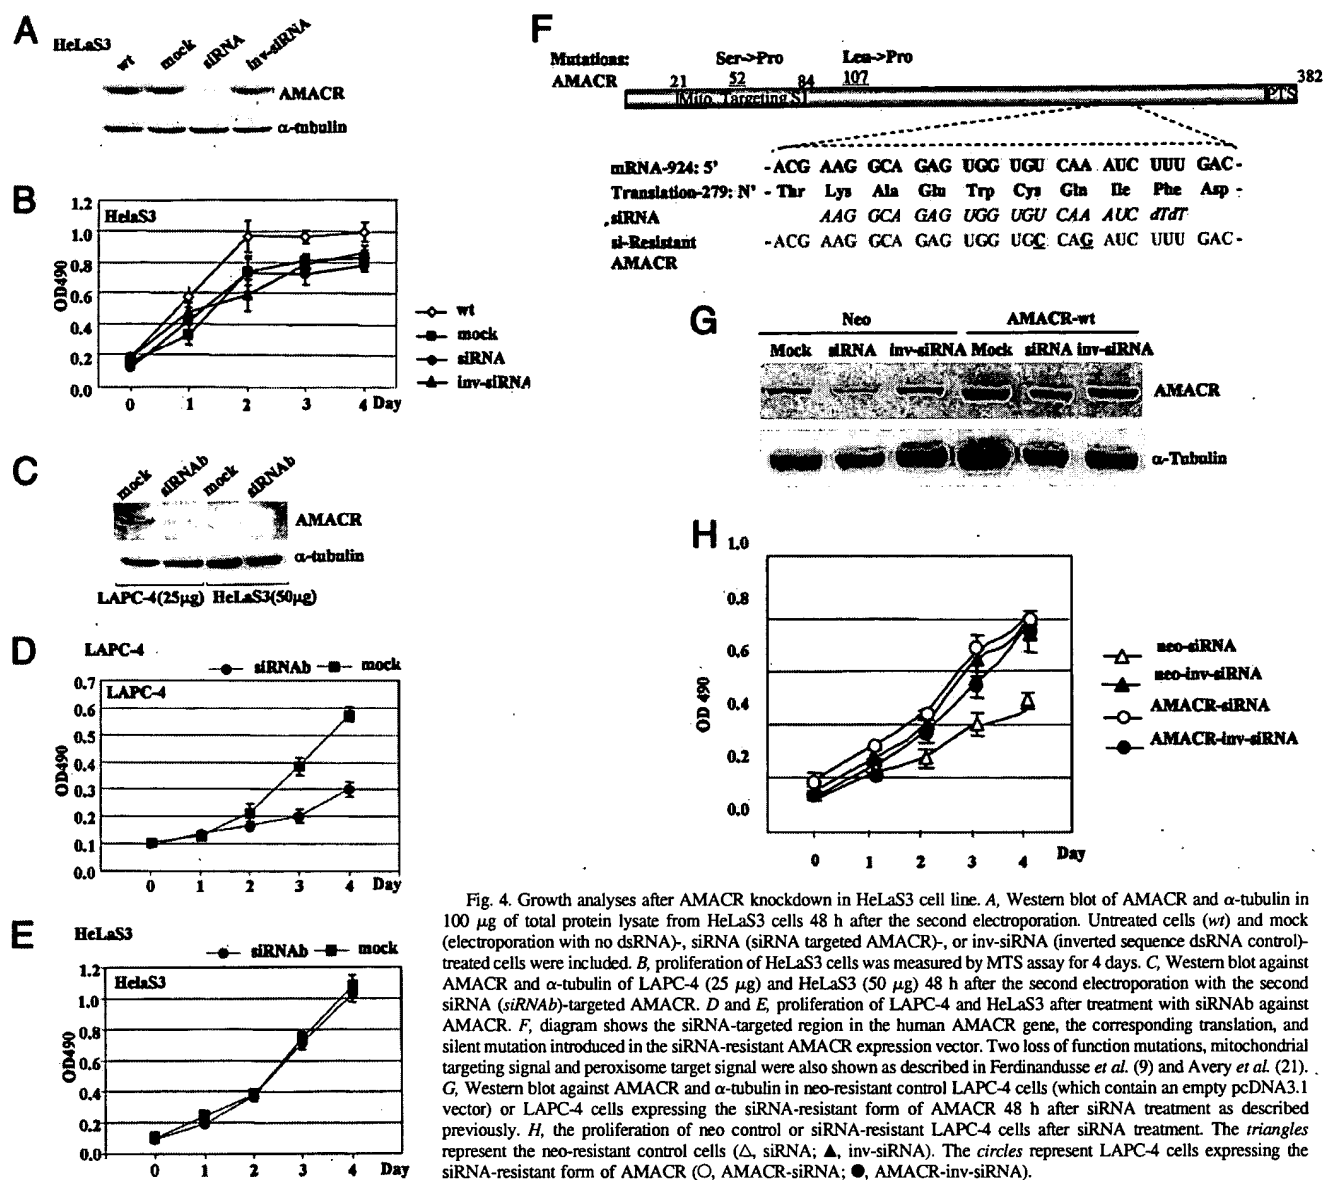 A
HeLaS3
wt
mock
siRNA
inv-siRNA
AMACR
α-tubulin
B
HelaS3
1.2
1.0
0.8
0.6
0.4
0.2
0.0
OD490
0 1 2 3 4 Day
wt
mock
siRNA
inv-siRNA
C
mock
siRNAb
mock
siRNAb
AMACR
α-tubulin
LAPC-4(25μg) HeLaS3(50μg)
D
LAPC-4
siRNAb mock
LAPC-4
0.7
0.6
0.5
0.4
0.3
0.2
0.1
0.0
OD490
0 1 2 3 4 Day
E
HeLaS3
siRNAb mock
HelaS3
1.2
1.0
0.8
0.6
0.4
0.2
0.0
OD490
0 1 2 3 4 Day
F
Mutations: Ser->Pro Leu->Pro
AMACR 21 52 84 107 382
Mito. Targeting S PTS
mRNA-924: 5' -ACG AAG GCA GAG UGG UGU CAA AUC UUU GAC-
Translation-279: N' - Thr Lys Ala Glu Trp Cys Gln Ile Phe Asp -
siRNA AAG GCA GAG UGG UGU CAA AUC dTdT
si-Resistant -ACG AAG GCA GAG UGG UGC CAG AUC UUU GAC-
AMACR
G
Neo AMACR-wt
Mock siRNA inv-siRNA Mock siRNA inv-siRNA
AMACR
α-Tubulin
H
1.0
0.8
0.6
0.4
0.2
0.0
OD 490
0 1 2 3 4 Day
neo-siRNA
neo-inv-siRNA
AMACR-siRNA
AMACR-inv-siRNA
Fig. 4. Growth analyses after AMACR knockdown in HeLaS3 cell line. A, Western blot of AMACR and α-tubulin in
100 μg of total protein lysate from HeLaS3 cells 48 h after the second electroporation. Untreated cells (wt) and mock
(electroporation with no dsRNA)-, siRNA (siRNA targeted AMACR)-, or inv-siRNA (inverted sequence dsRNA control)-
treated cells were included. B, proliferation of HeLaS3 cells was measured by MTS assay for 4 days. C, Western blot against
AMACR and α-tubulin of LAPC-4 (25 μg) and HeLaS3 (50 μg) 48 h after the second electroporation with the second
siRNA (siRNAb)-targeted AMACR. D and E, proliferation of LAPC-4 and HeLaS3 after treatment with siRNAb against
AMACR. F, diagram shows the siRNA-targeted region in the human AMACR gene, the corresponding translation, and
silent mutation introduced in the siRNA-resistant AMACR expression vector. Two loss of function mutations, mitochondrial
targeting signal and peroxisome target signal were also shown as described in Ferdinandusse et al. (9) and Avery et al. (21).
G, Western blot against AMACR and α-tubulin in neo-resistant control LAPC-4 cells (which contain an empty pcDNA3.1
vector) or LAPC-4 cells expressing the siRNA-resistant form of AMACR 48 h after siRNA treatment as described
previously. H, the proliferation of neo control or siRNA-resistant LAPC-4 cells after siRNA treatment. The triangles
represent the neo-resistant control cells (△, siRNA; ▲, inv-siRNA). The circles represent LAPC-4 cells expressing the
siRNA-resistant form of AMACR (○, AMACR-siRNA; ●, AMACR-inv-siRNA).